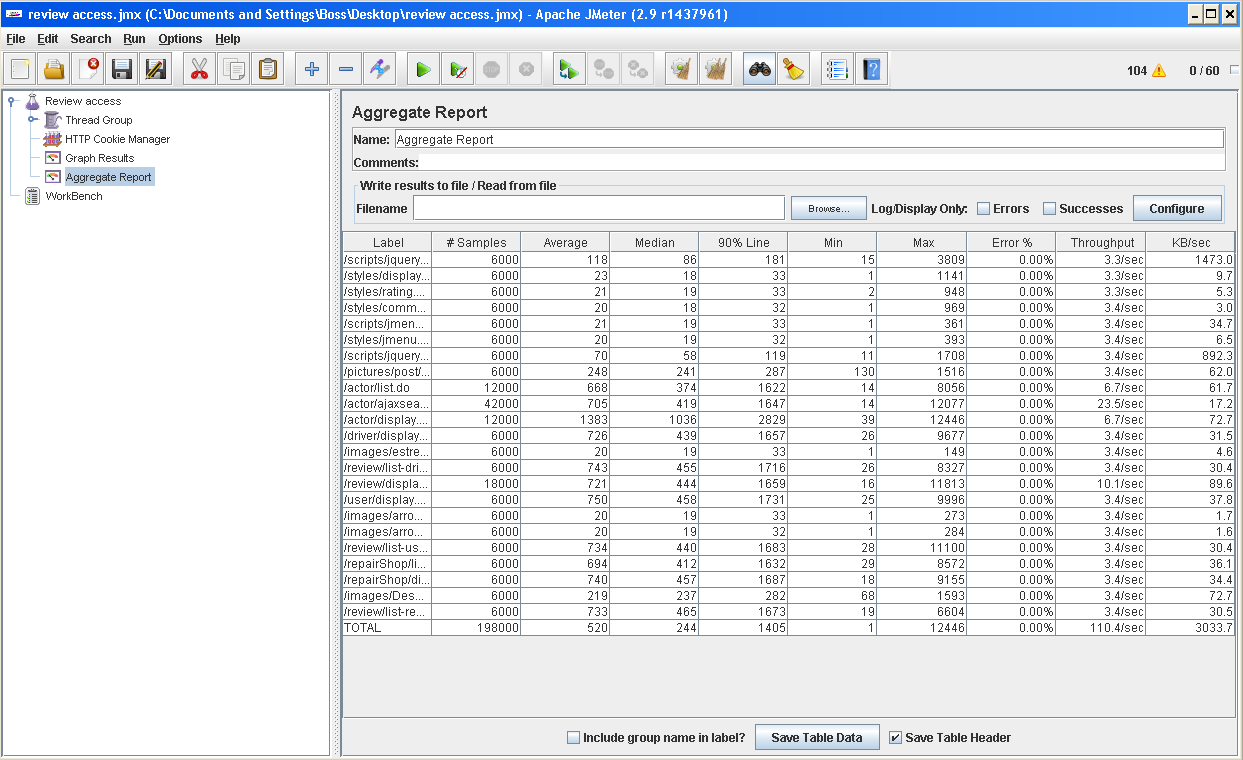 review access.jmx (C:\Documents and Settings\Boss\Desktop\review access.jmx) - Apache JMeter (2.9 r1437961)
File Edit Search Run Options Help
104 0 / 60
Review access
Thread Group
HTTP Cookie Manager
Graph Results
Aggregate Report
WorkBench
Aggregate Report
Name: Aggregate Report
Comments:
Write results to file / Read from file
Filename Browse... Log/Display Only: Errors Successes Configure
Label # Samples Average Median 90% Line Min Max Error % Throughput KB/sec
/scripts/jquery... 6000 118 86 181 15 3809 0.00% 3.3/sec 1473.0
/styles/display... 6000 23 18 33 1 1141 0.00% 3.3/sec 9.7
/styles/rating.... 6000 21 19 33 2 948 0.00% 3.3/sec 5.3
/styles/comm... 6000 20 18 32 1 969 0.00% 3.4/sec 3.0
/scripts/jmen... 6000 21 19 33 1 361 0.00% 3.4/sec 34.7
/styles/jmenu.... 6000 20 19 32 1 393 0.00% 3.4/sec 6.5
/scripts/jquery... 6000 70 58 119 11 1708 0.00% 3.4/sec 892.3
/pictures/post/... 6000 248 241 287 130 1516 0.00% 3.4/sec 62.0
/actor/list.do 12000 668 374 1622 14 8056 0.00% 6.7/sec 61.7
/actor/ajaxsea... 42000 705 419 1647 14 12077 0.00% 23.5/sec 17.2
/actor/display.... 12000 1383 1036 2829 39 12446 0.00% 6.7/sec 72.7
/driver/display... 6000 726 439 1657 26 9677 0.00% 3.4/sec 31.5
/images/estre... 6000 20 19 33 1 149 0.00% 3.4/sec 4.6
/review/list-dri... 6000 743 455 1716 26 8327 0.00% 3.4/sec 30.4
/review/displa... 18000 721 444 1659 16 11813 0.00% 10.1/sec 89.6
/user/display.... 6000 750 458 1731 25 9996 0.00% 3.4/sec 37.8
/images/arro... 6000 20 19 33 1 273 0.00% 3.4/sec 1.7
/images/arro... 6000 20 19 32 1 284 0.00% 3.4/sec 1.6
/review/list-us... 6000 734 440 1683 28 11100 0.00% 3.4/sec 30.4
/repairShop/li... 6000 694 412 1632 29 8572 0.00% 3.4/sec 36.1
/repairShop/di... 6000 740 457 1687 18 9155 0.00% 3.4/sec 34.4
/images/Des... 6000 219 237 282 68 1593 0.00% 3.4/sec 72.7
/review/list-re... 6000 733 465 1673 19 6604 0.00% 3.4/sec 30.5
TOTAL 198000 520 244 1405 1 12446 0.00% 110.4/sec 3033.7
Include group name in label? Save Table Data Save Table Header